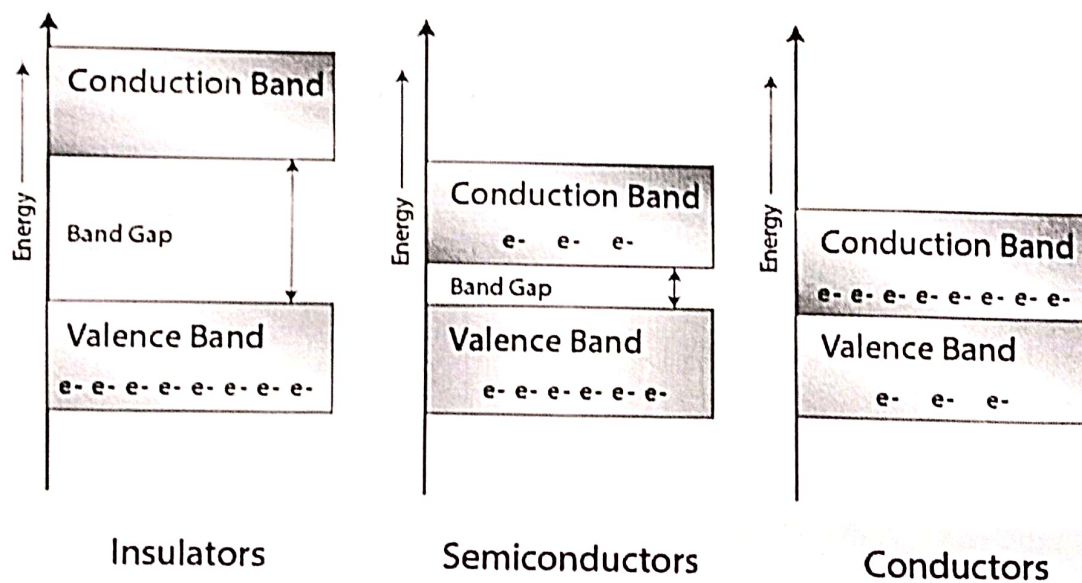 Energy
Conduction Band
Band Gap
Valence Band
e- e- e- e- e- e- e- e-
Insulators
Energy
Conduction Band
e- e- e-
Band Gap
Valence Band
e- e- e- e- e- e-
Semiconductors
Energy
Conduction Band
e- e- e- e- e- e- e- e-
Valence Band
e- e- e-
Conductors